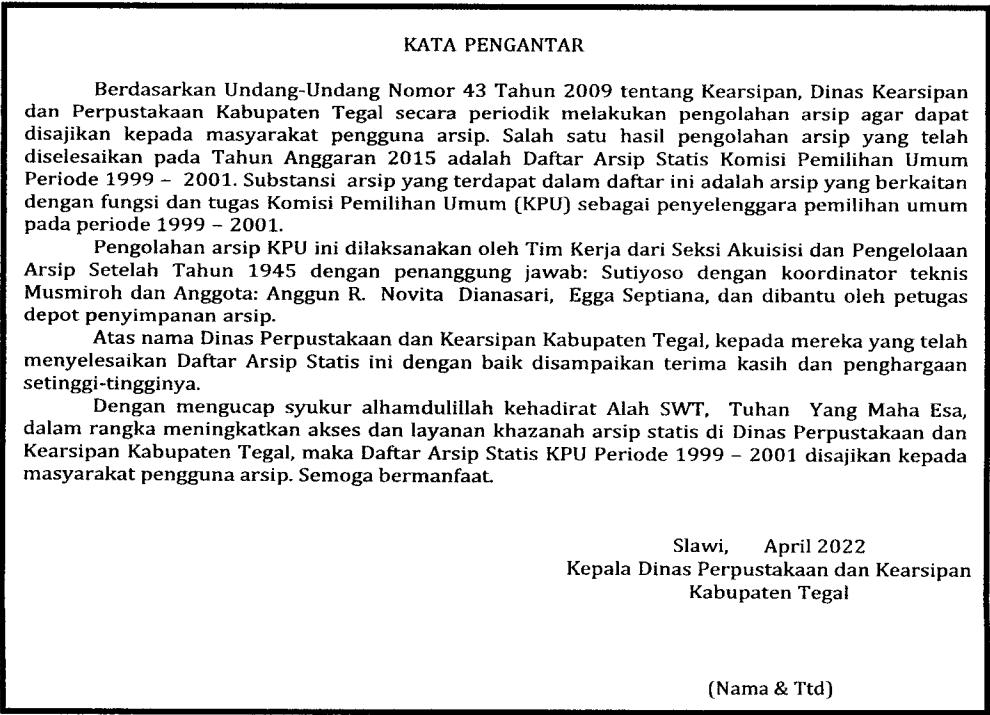 KATA PENGANTAR
Berdasarkan Undang-Undang Nomor 43 Tahun 2009 tentang Kearsipan, Dinas Kearsipan
dan Perpustakaan Kabupaten Tegal secara periodik melakukan pengolahan arsip agar dapat
disajikan kepada masyarakat pengguna arsip. Salah satu hasil pengolahan arsip yang telah
diselesaikan pada Tahun Anggaran 2015 adalah Daftar Arsip Statis Komisi Pemilihan Umum
Periode 1999 – 2001. Substansi arsip yang terdapat dalam daftar ini adalah arsip yang berkaitan
dengan fungsi dan tugas Komisi Pemilihan Umum (KPU) sebagai penyelenggara pemilihan umum
pada periode 1999 – 2001.
Pengolahan arsip KPU ini dilaksanakan oleh Tim Kerja dari Seksi Akuisisi dan Pengelolaan
Arsip Setelah Tahun 1945 dengan penanggung jawab: Sutiyoso dengan koordinator teknis
Musmiroh dan Anggota: Anggun R. Novita Dianasari, Egga Septiana, dan dibantu oleh petugas
depot penyimpanan arsip.
Atas nama Dinas Perpustakaan dan Kearsipan Kabupaten Tegal, kepada mereka yang telah
menyelesaikan Daftar Arsip Statis ini dengan baik disampaikan terima kasih dan penghargaan
setinggi-tingginya.
Dengan mengucap syukur alhamdulillah kehadirat Alah SWT, Tuhan Yang Maha Esa,
dalam rangka meningkatkan akses dan layanan khazanah arsip statis di Dinas Perpustakaan dan
Kearsipan Kabupaten Tegal, maka Daftar Arsip Statis KPU Periode 1999 – 2001 disajikan kepada
masyarakat pengguna arsip. Semoga bermanfaat.
Slawi, April 2022
Kepala Dinas Perpustakaan dan Kearsipan
Kabupaten Tegal
(Nama & Ttd)